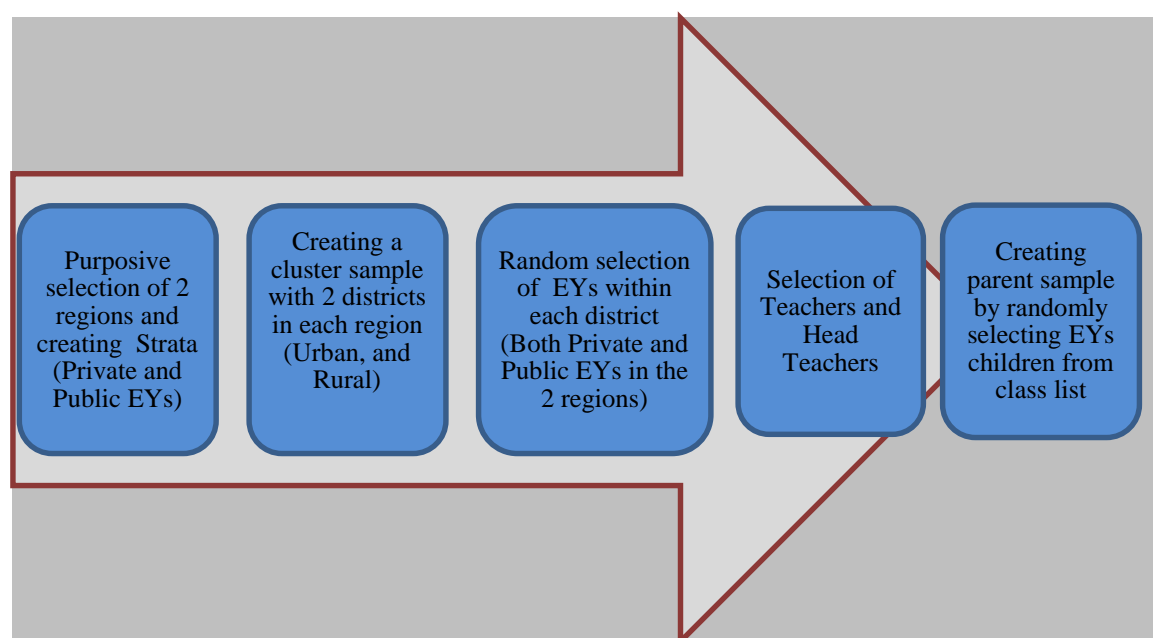 Purposive
selection of 2
regions and
creating Strata
(Private and
Public EYs)
Creating a
cluster sample
with 2 districts
in each region
(Urban, and
Rural)
Random selection
of EYs within
each district
(Both Private and
Public EYs in the
2 regions)
Selection of
Teachers and
Head
Teachers
Creating
parent sample
by randomly
selecting EYs
children from
class list